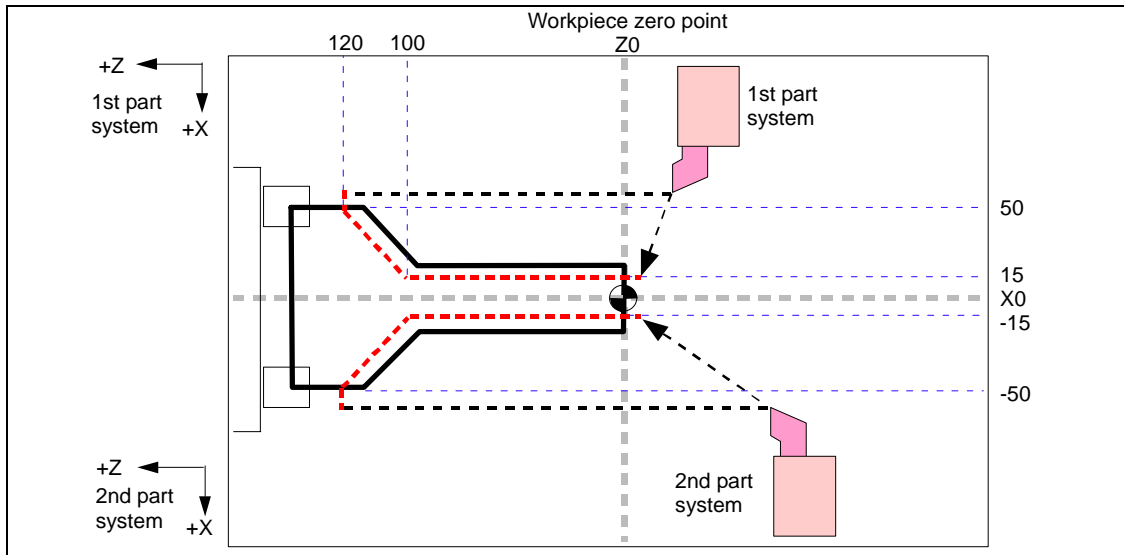 Workpiece zero point
120
100
Z0
+Z
1st part
system
+X
1st part
system
50
15
X0
-15
-50
+Z
2nd part
system
+X
2nd part
system